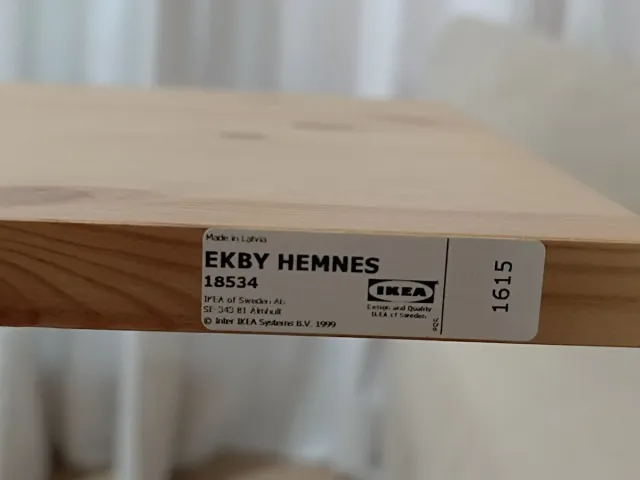 Made in Latvia
EKBY HEMNES
18534
IKEA
Design and Quality
IKEA of Sweden
IKEA of Sweden AB
SE-343 81 Älmhult
© Inter IKEA Systems B.V. 1999
1615